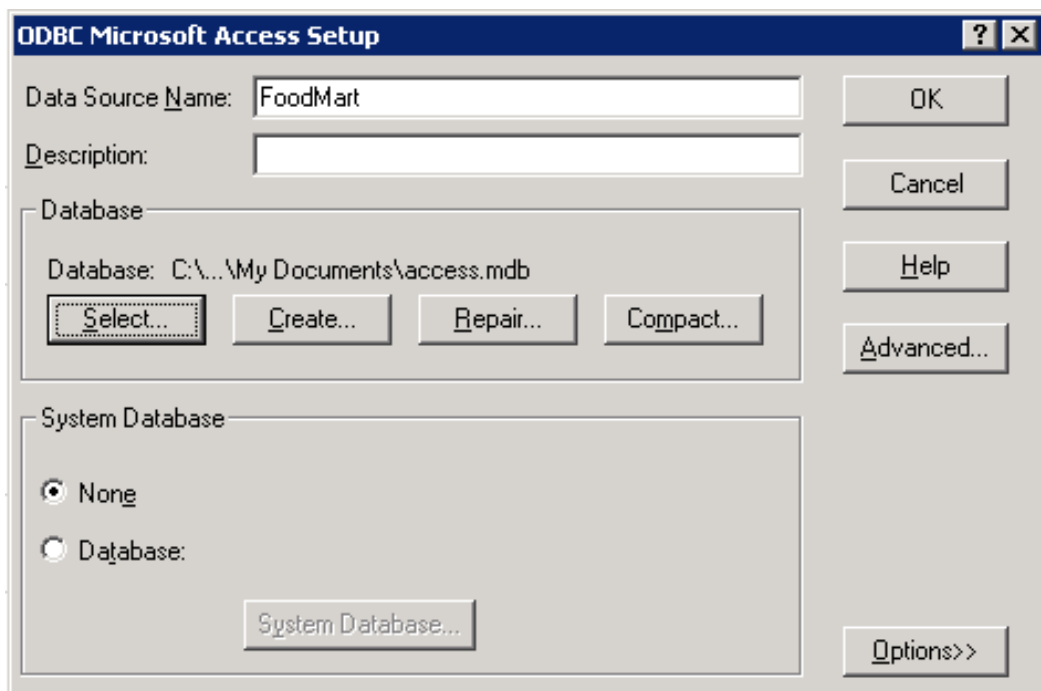 ODBC Microsoft Access Setup
Data Source Name: FoodMart
OK
Description:
Cancel
Database
Database: C:\...\My Documents\access.mdb
Help
Select... Create... Repair... Compact...
Advanced...
System Database
None
Database:
System Database...
Options>>